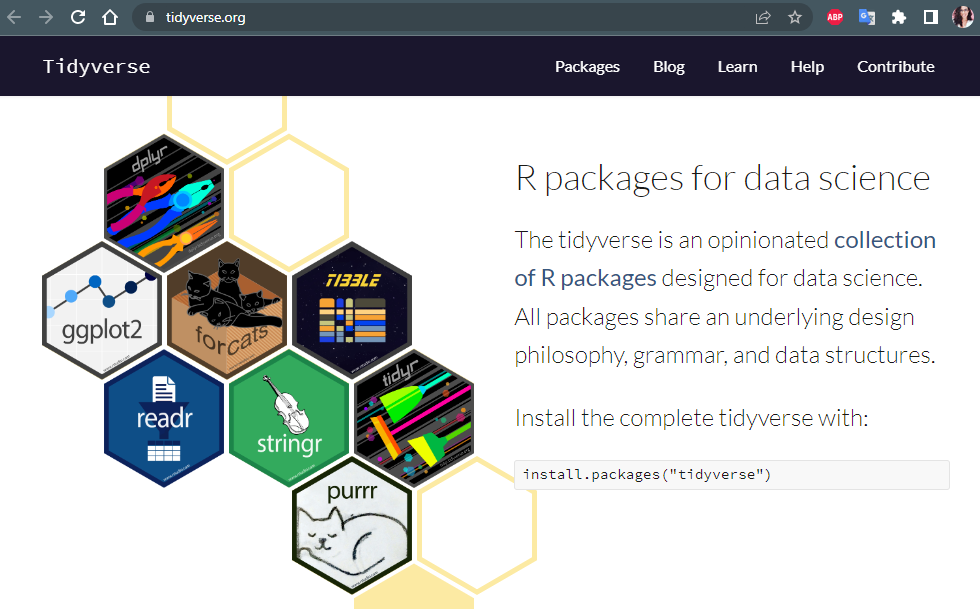 tidyverse.org
ABP
Tidyverse
Packages
Blog
Learn
Help
Contribute
dplyr
ggplot2
forcats
TIBBLE
readr
stringr
tidyr
purrr
R packages for data science
The tidyverse is an opinionated collection
of R packages designed for data science.
All packages share an underlying design
philosophy, grammar, and data structures.
Install the complete tidyverse with:
install.packages("tidyverse")